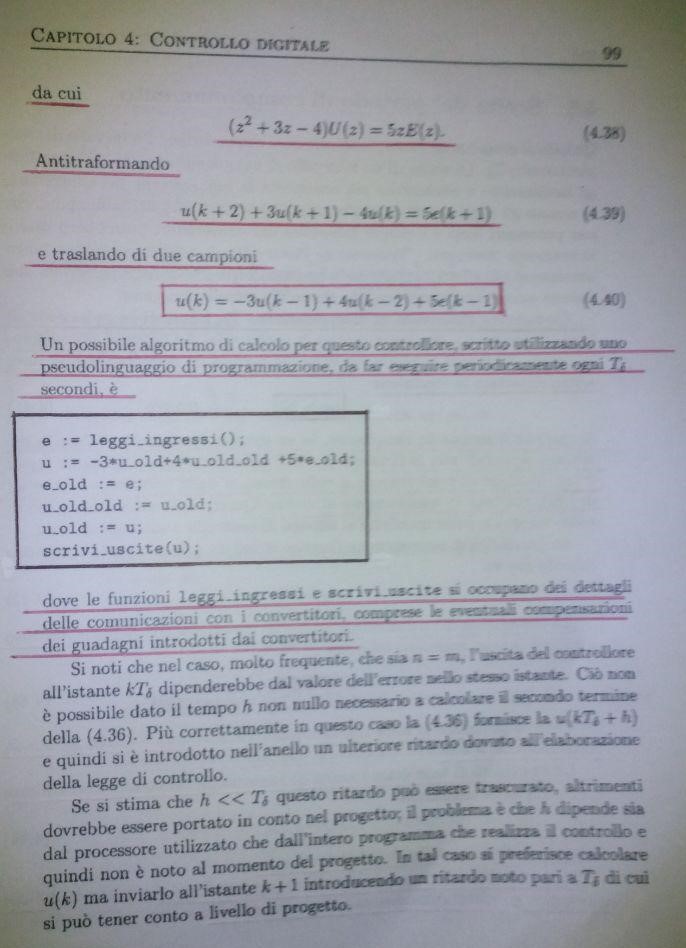 CAPITOLO 4: CONTROLLO DIGITALE 99
da cui
(z² + 3z − 4)U(z) = 5zE(z). (4.38)
Antitraformando
u(k + 2) + 3u(k + 1) − 4u(k) = 5e(k + 1) (4.39)
e traslando di due campioni
u(k) = −3u(k − 1) + 4u(k − 2) + 5e(k − 1) (4.40)
Un possibile algoritmo di calcolo per questo controllore, scritto utilizzando uno
pseudolinguaggio di programmazione, da far eseguire periodicamente ogni Tδ
secondi, è
e := leggi_ingressi();
u := -3*u_old+4*u_old_old +5*e_old;
e_old := e;
u_old_old := u_old;
u_old := u;
scrivi_uscite(u);
dove le funzioni leggi_ingressi e scrivi_uscite si occupano dei dettagli
delle comunicazioni con i convertitori, comprese le eventuali compensazioni
dei guadagni introdotti dai convertitori.
Si noti che nel caso, molto frequente, che sia n = m, l'uscita del controllore
all'istante kTδ dipenderebbe dal valore dell'errore nello stesso istante. Ciò non
è possibile dato il tempo h non nullo necessario a calcolare il secondo termine
della (4.36). Più correttamente in questo caso la (4.36) fornisce la u(kTδ + h)
e quindi si è introdotto nell'anello un ulteriore ritardo dovuto all'elaborazione
della legge di controllo.
Se si stima che h << Tδ questo ritardo può essere trascurato, altrimenti
dovrebbe essere portato in conto nel progetto; il problema è che h dipende sia
dal processore utilizzato che dall'intero programma che realizza il controllo e
quindi non è noto al momento del progetto. In tal caso si preferisce calcolare
u(k) ma inviarlo all'istante k + 1 introducendo un ritardo noto pari a Tδ di cui
si può tener conto a livello di progetto.